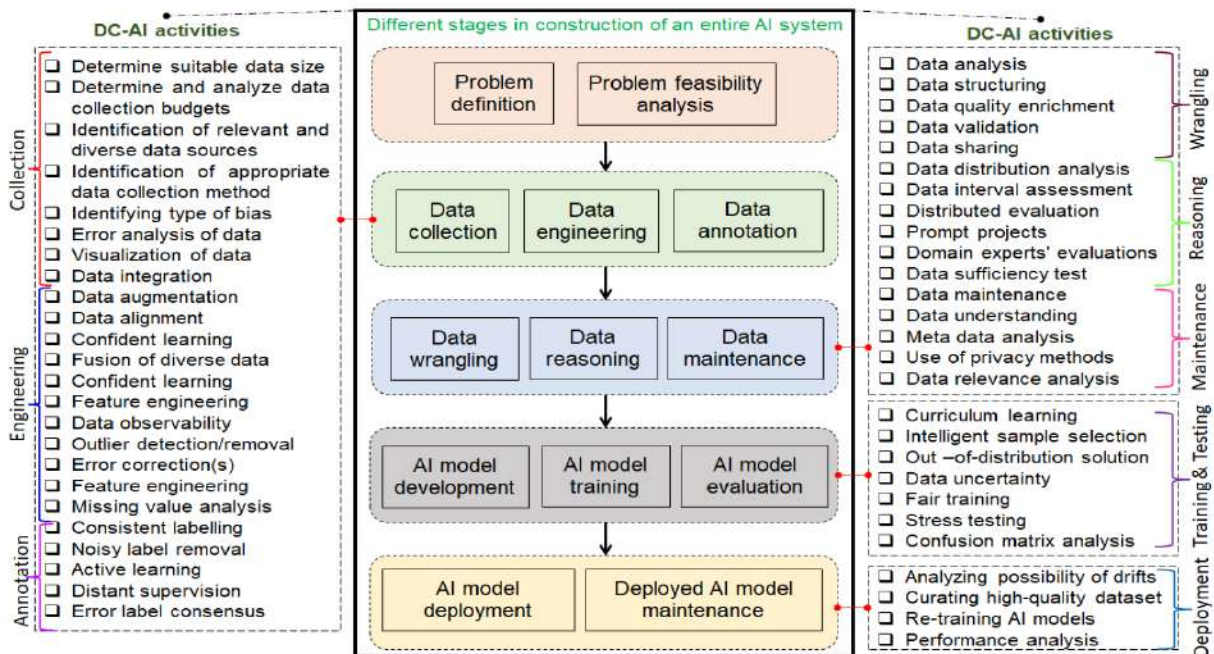 DC-AI activities
Collection
❑ Determine suitable data size
❑ Determine and analyze data
collection budgets
❑ Identification of relevant and
diverse data sources
❑ Identification of appropriate
data collection method
❑ Identifying type of bias
❑ Error analysis of data
❑ Visualization of data
❑ Data integration
Engineering
❑ Data augmentation
❑ Data alignment
❑ Confident learning
❑ Fusion of diverse data
❑ Confident learning
❑ Feature engineering
❑ Data observability
❑ Outlier detection/removal
❑ Error correction(s)
❑ Feature engineering
❑ Missing value analysis
Annotation
❑ Consistent labelling
❑ Noisy label removal
❑ Active learning
❑ Distant supervision
❑ Error label consensus
Different stages in construction of an entire AI system
Problem
definition
Problem feasibility
analysis
Data
collection
Data
engineering
Data
annotation
Data
wrangling
Data
reasoning
Data
maintenance
AI model
development
AI model
training
AI model
evaluation
AI model
deployment
Deployed AI model
maintenance
DC-AI activities
❑ Data analysis
❑ Data structuring
❑ Data quality enrichment
❑ Data validation
❑ Data sharing
Wrangling
❑ Data distribution analysis
❑ Data interval assessment
❑ Distributed evaluation
❑ Prompt projects
❑ Domain experts' evaluations
❑ Data sufficiency test
Reasoning
❑ Data maintenance
❑ Data understanding
❑ Meta data analysis
❑ Use of privacy methods
❑ Data relevance analysis
Maintenance
❑ Curriculum learning
❑ Intelligent sample selection
❑ Out –of-distribution solution
❑ Data uncertainty
❑ Fair training
❑ Stress testing
❑ Confusion matrix analysis
Training& Testing
❑ Analyzing possibility of drifts
❑ Curating high-quality dataset
❑ Re-training AI models
❑ Performance analysis
Deployment